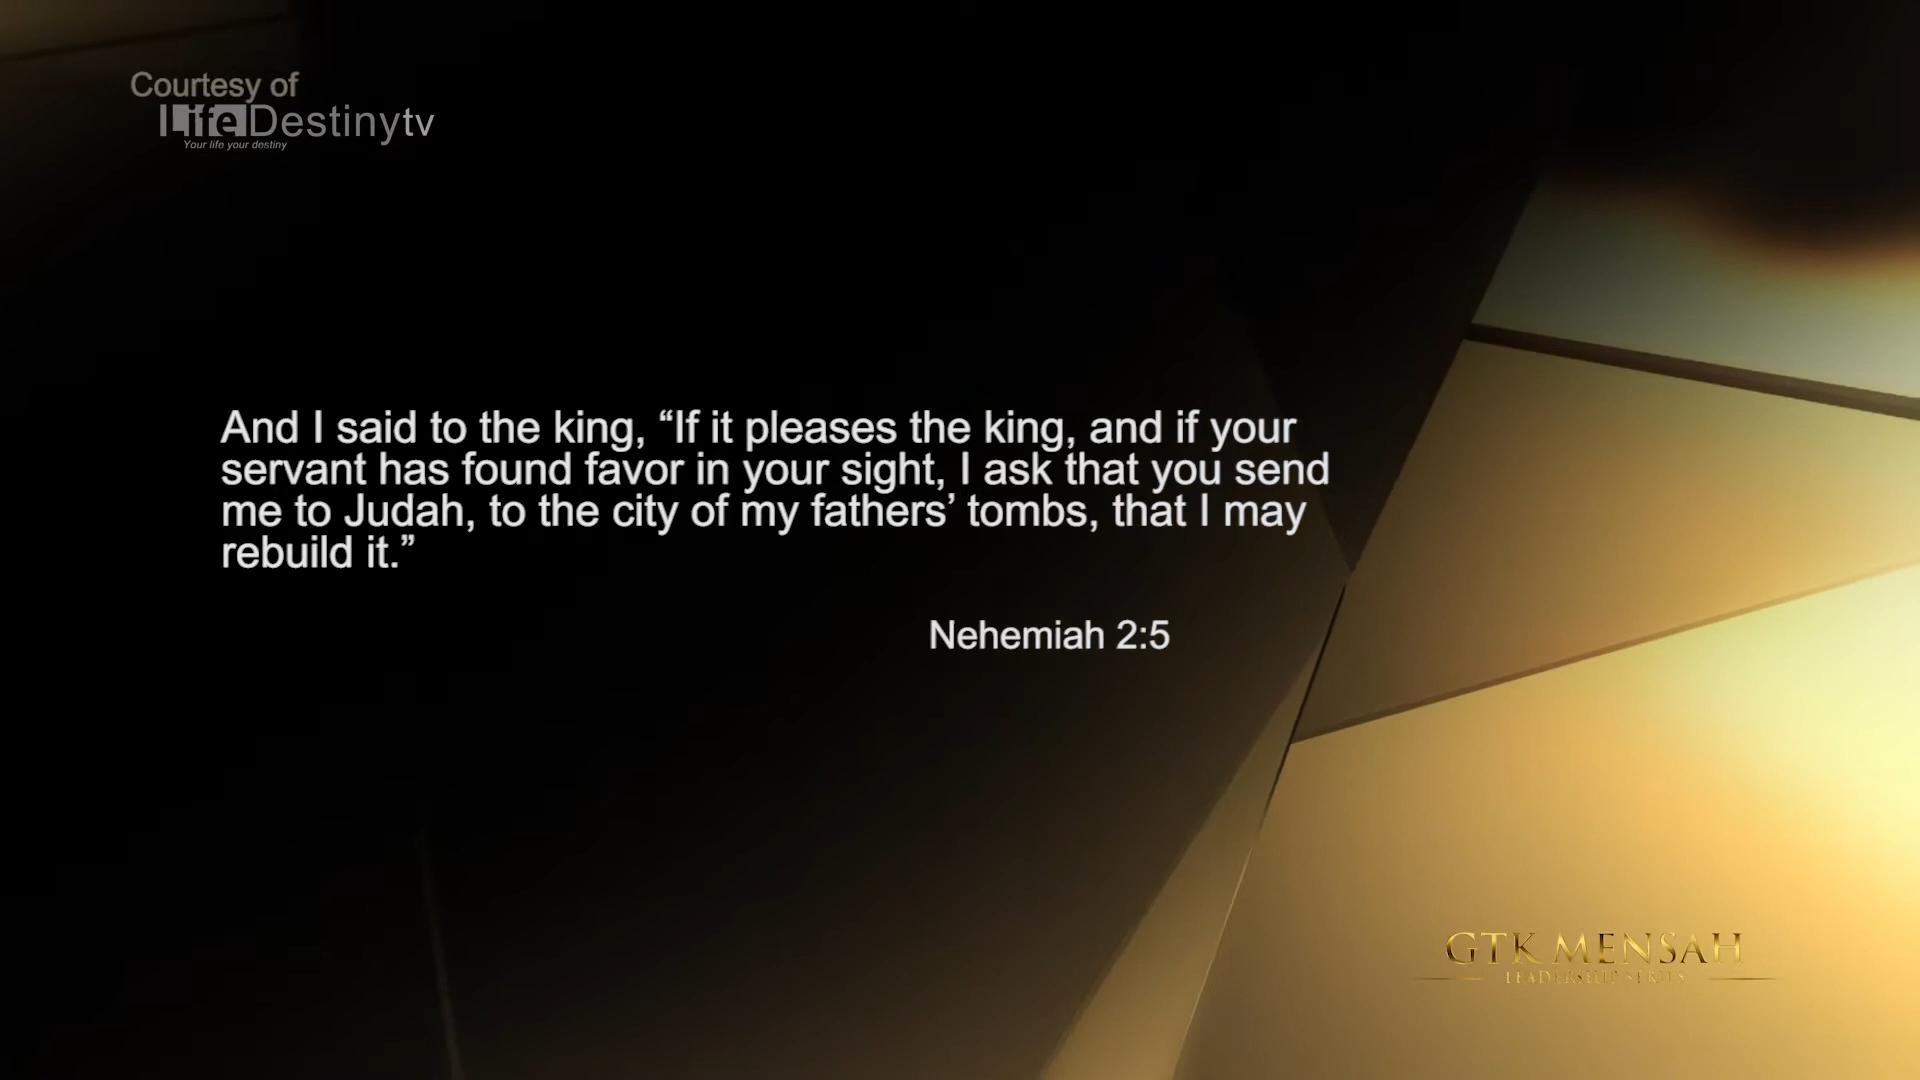 Courtesy of
LifeDestinytv
Your life your destiny
And I said to the king, “If it pleases the king, and if your
servant has found favor in your sight, I ask that you send
me to Judah, to the city of my fathers’ tombs, that I may
rebuild it.”
Nehemiah 2:5
GTK MENSAH
LEADERSHIP SERIES